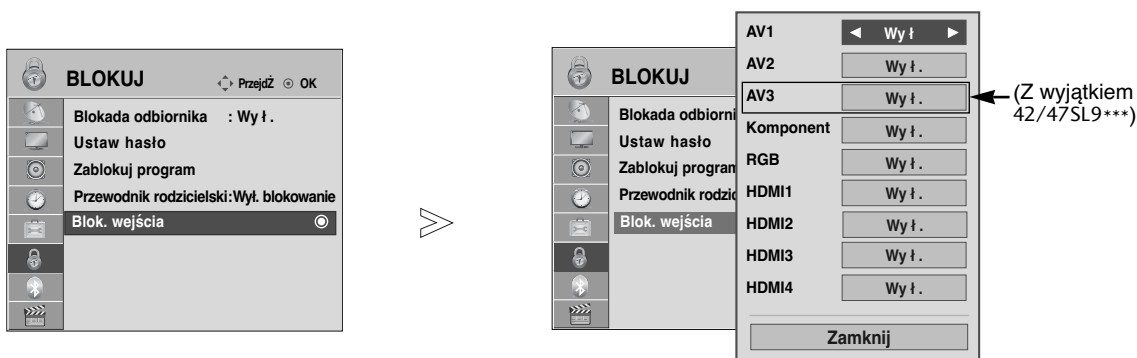 BLOKUJ PrzejdŹ OK
Blokada odbiornika : Wył.
Ustaw hasło
Zablokuj program
Przewodnik rodzicielski:Wył. blokowanie
Blok. wejścia
BLOKUJ
Blokada odbiorni
Ustaw hasło
Zablokuj program
Przewodnik rodzic
Blok. wejścia
AV1 Wył
AV2 Wył.
AV3 Wył.
Komponent Wył.
RGB Wył.
HDMI1 Wył.
HDMI2 Wył.
HDMI3 Wył.
HDMI4 Wył.
Zamknij
(Z wyjątkiem
42/47SL9***)